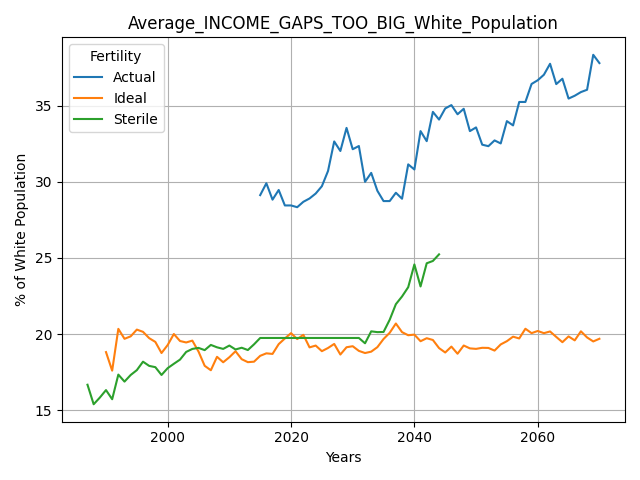 Average_INCOME_GAPS_TOO_BIG_White_Population
Fertility
Actual
Ideal
Sterile
% of White Population
35
30
25
20
15
2000 2020 2040 2060
Years